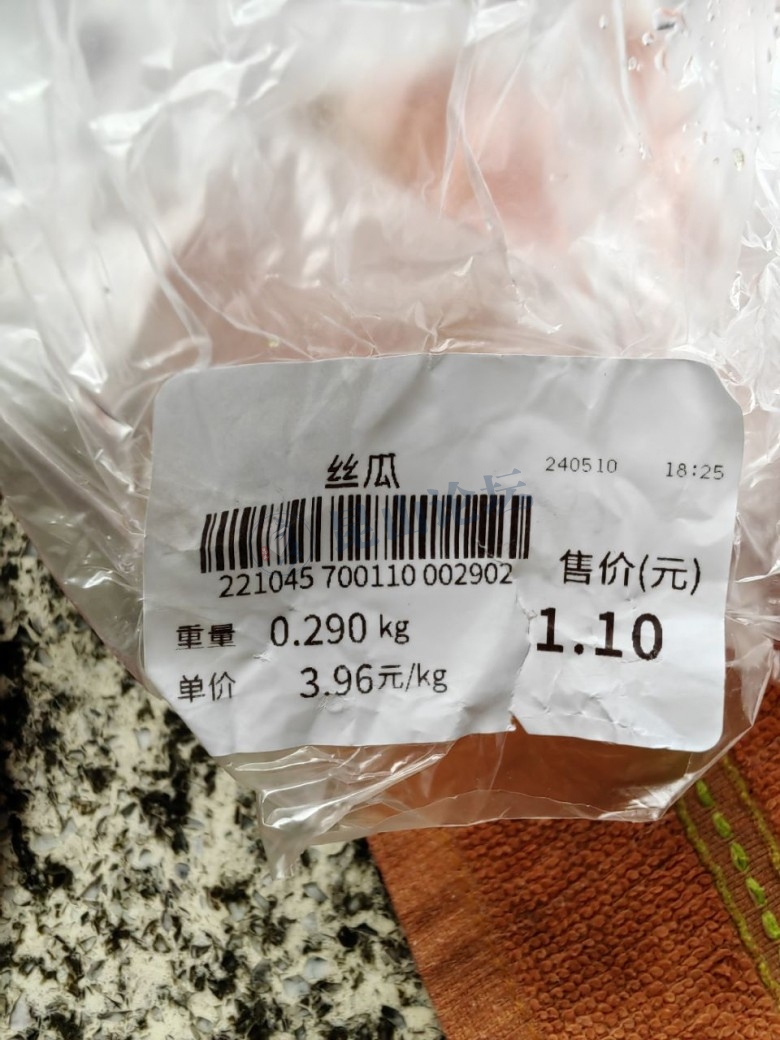 丝瓜
240510 18:25
221045 700110 002902
售价(元)
重量 0.290 kg
1.10
单价 3.96元/kg